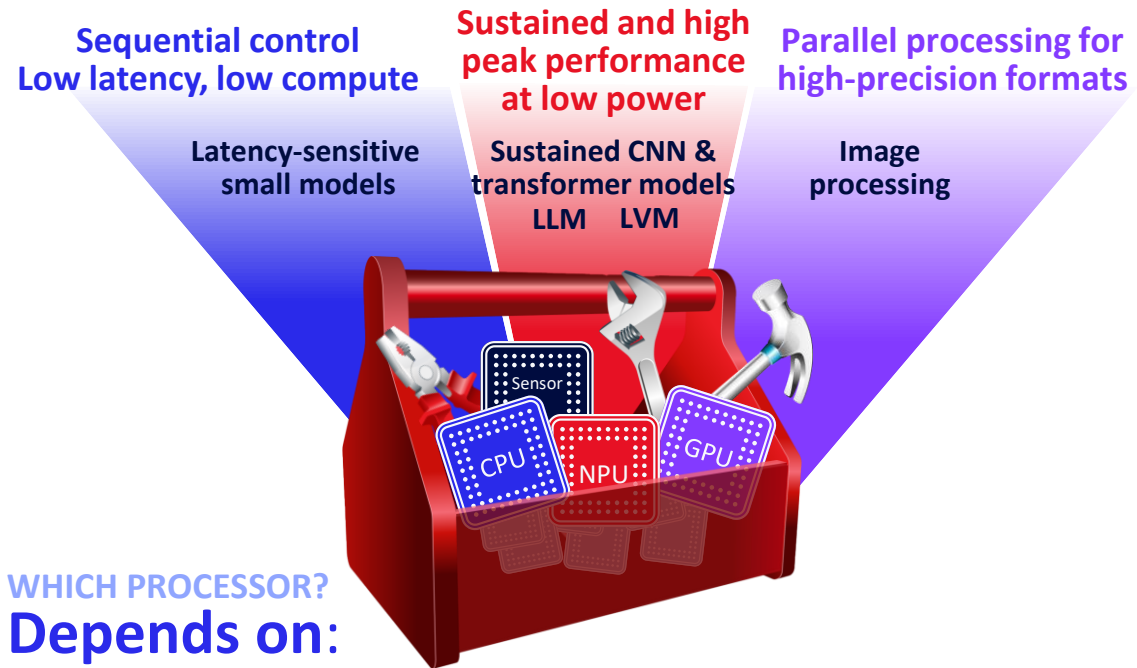 Sequential control
Low latency, low compute
Sustained and high
peak performance
at low power
Parallel processing for
high-precision formats
Latency-sensitive
small models
Sustained CNN &
transformer models
LLM LVM
Image
processing
Sensor
CPU
NPU
GPU
WHICH PROCESSOR?
Depends on: